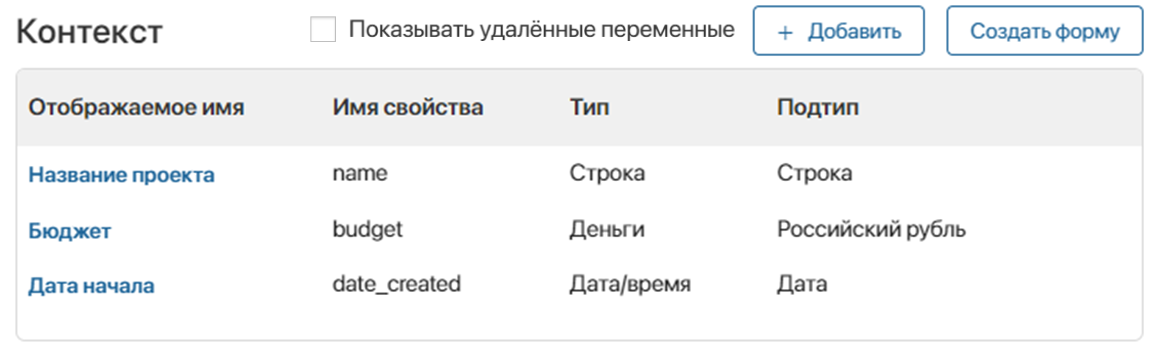 Контекст Показывать удалённые переменные + Добавить Создать форму
Отображаемое имя Имя свойства Тип Подтип
Название проекта name Строка Строка
Бюджет budget Деньги Российский рубль
Дата начала date_created Дата/время Дата